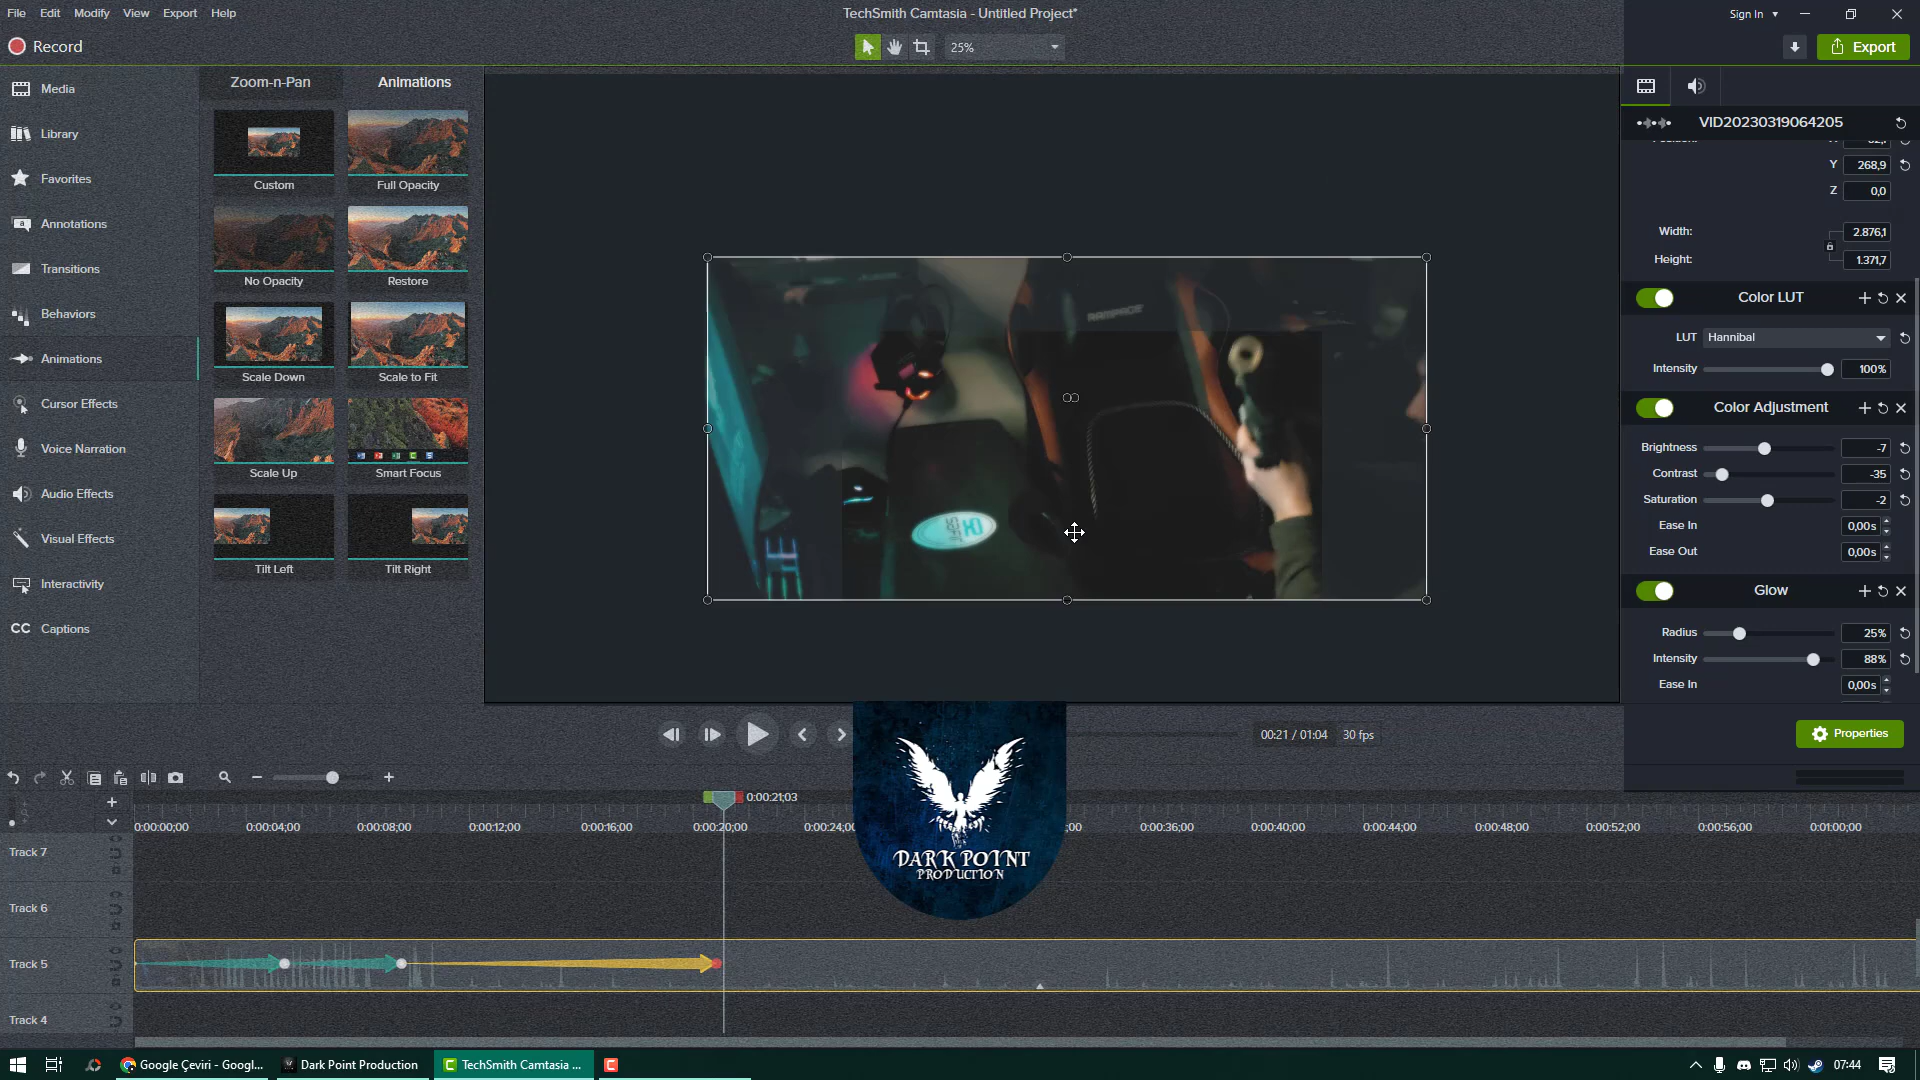 File Edit Modify View Export Help
TechSmith Camtasia - Untitled Project*
Sign In
Record
25%
Export
Media
Library
Favorites
Annotations
Transitions
Behaviors
Animations
Cursor Effects
Voice Narration
Audio Effects
Visual Effects
Interactivity
CC Captions
Zoom-n-Pan Animations
Custom Full Opacity
No Opacity Restore
Scale Down Scale to Fit
Scale Up Smart Focus
Tilt Left Tilt Right
RAMPAGE
VID20230319064205
Y 268,9
Z 0,0
Width: 2.876,1
Height: 1.371,7
Color LUT
LUT Hannibal
Intensity 100%
Color Adjustment
Brightness -7
Contrast -35
Saturation -2
Ease In 0,00s
Ease Out 0,00s
Glow
Radius 25%
Intensity 88%
Ease In 0,00s
Properties
00:21 / 01:04 30 fps
DARK POINT
PRODUCTION
0:00:21;03
0:00:00;00 0:00:04;00 0:00:08;00 0:00:12;00 0:00:16;00 0:00:20;00 0:00:24;00 0:00:36;00 0:00:40;00 0:00:44;00 0:00:48;00 0:00:52;00 0:00:56;00 0:01:00;00
Track 7
Track 6
Track 5
Track 4
Google Çeviri - Googl... Dark Point Production TechSmith Camtasia ...
07:44